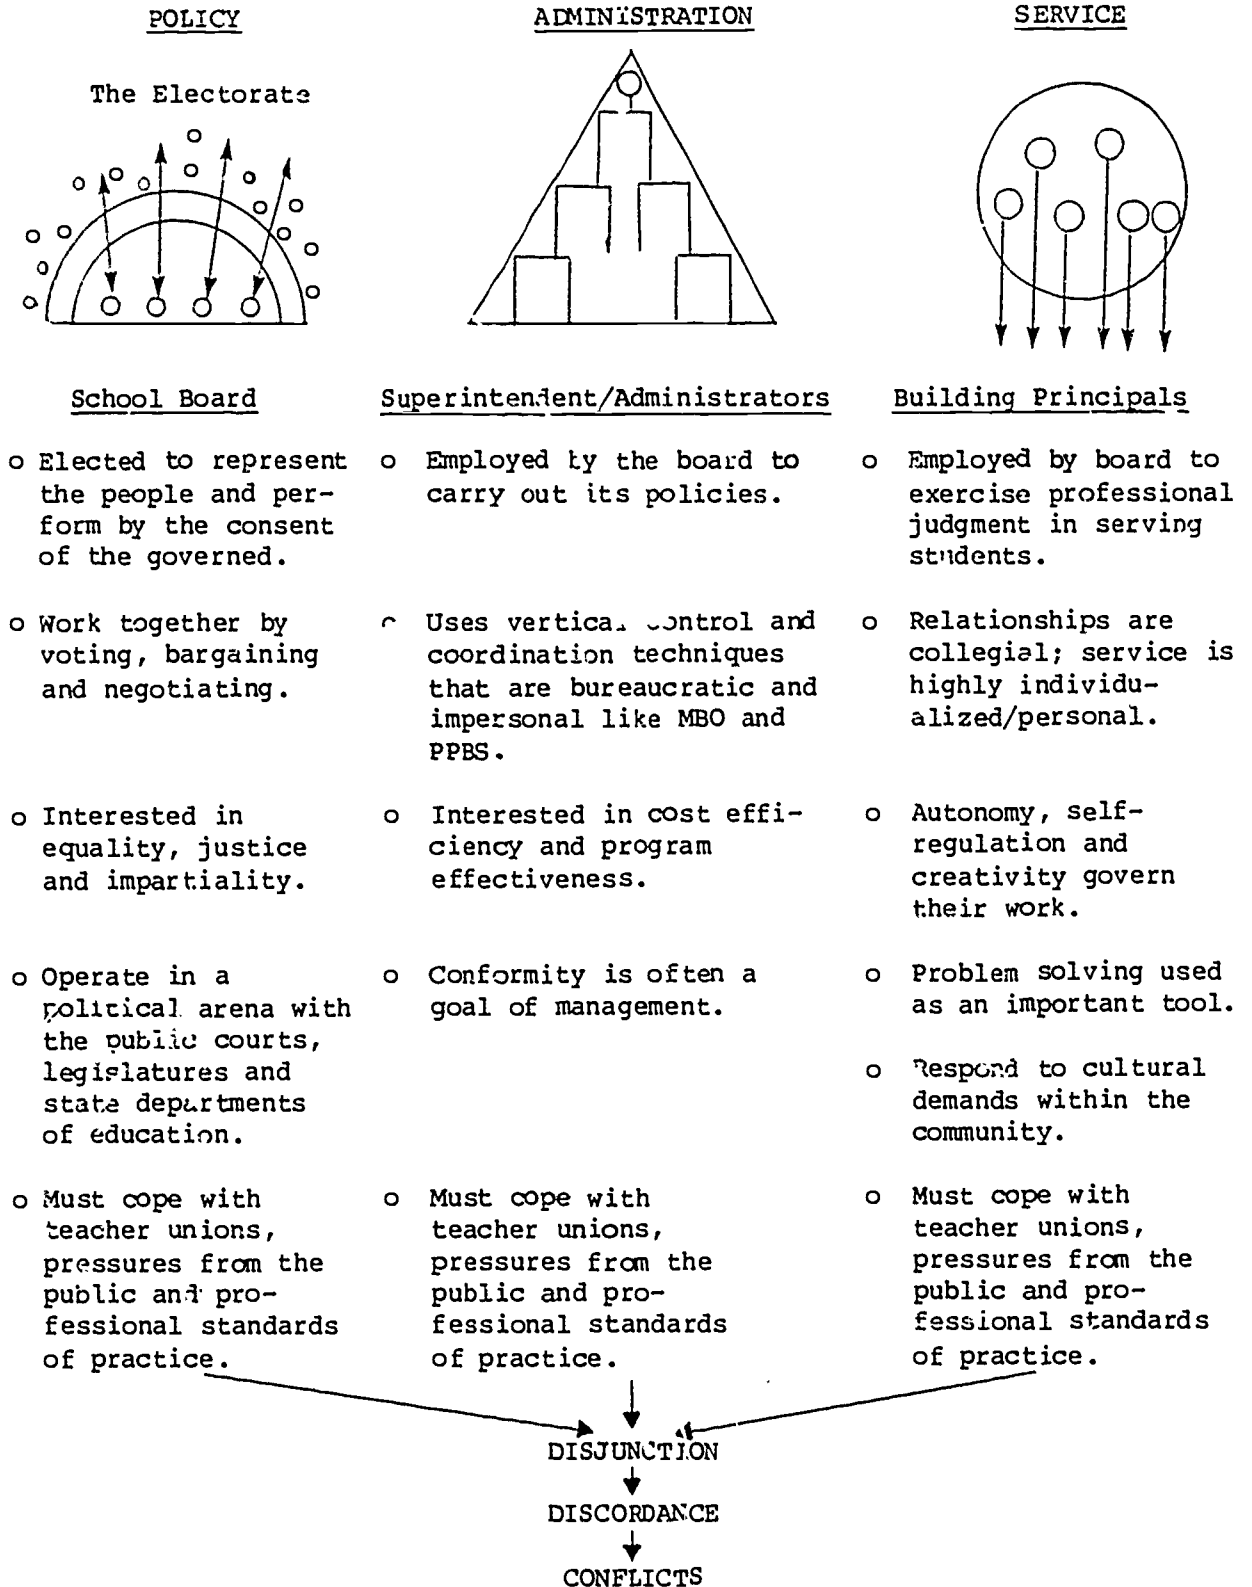 POLICY
ADMINISTRATION
SERVICE
The Electorate
School Board
o Elected to represent
the people and per-
form by the consent
of the governed.
o Work together by
voting, bargaining
and negotiating.
o Interested in
equality, justice
and impartiality.
o Operate in a
political arena with
the public courts,
legislatures and
state departments
of education.
o Must cope with
teacher unions,
pressures from the
public and pro-
fessional standards
of practice.
Superintendent/Administrators
o Employed by the board to
carry out its policies.
o Uses vertical control and
coordination techniques
that are bureaucratic and
impersonal like MBO and
PPBS.
o Interested in cost effi-
ciency and program
effectiveness.
o Conformity is often a
goal of management.
o Must cope with
teacher unions,
pressures from the
public and pro-
fessional standards
of practice.
Building Principals
o Employed by board to
exercise professional
judgment in serving
students.
o Relationships are
collegial; service is
highly individu-
alized/personal.
o Autonomy, self-
regulation and
creativity govern
their work.
o Problem solving used
as an important tool.
o Respond to cultural
demands within the
community.
o Must cope with
teacher unions,
pressures from the
public and pro-
fessional standards
of practice.
DISJUNCTION
DISCORDANCE
CONFLICTS